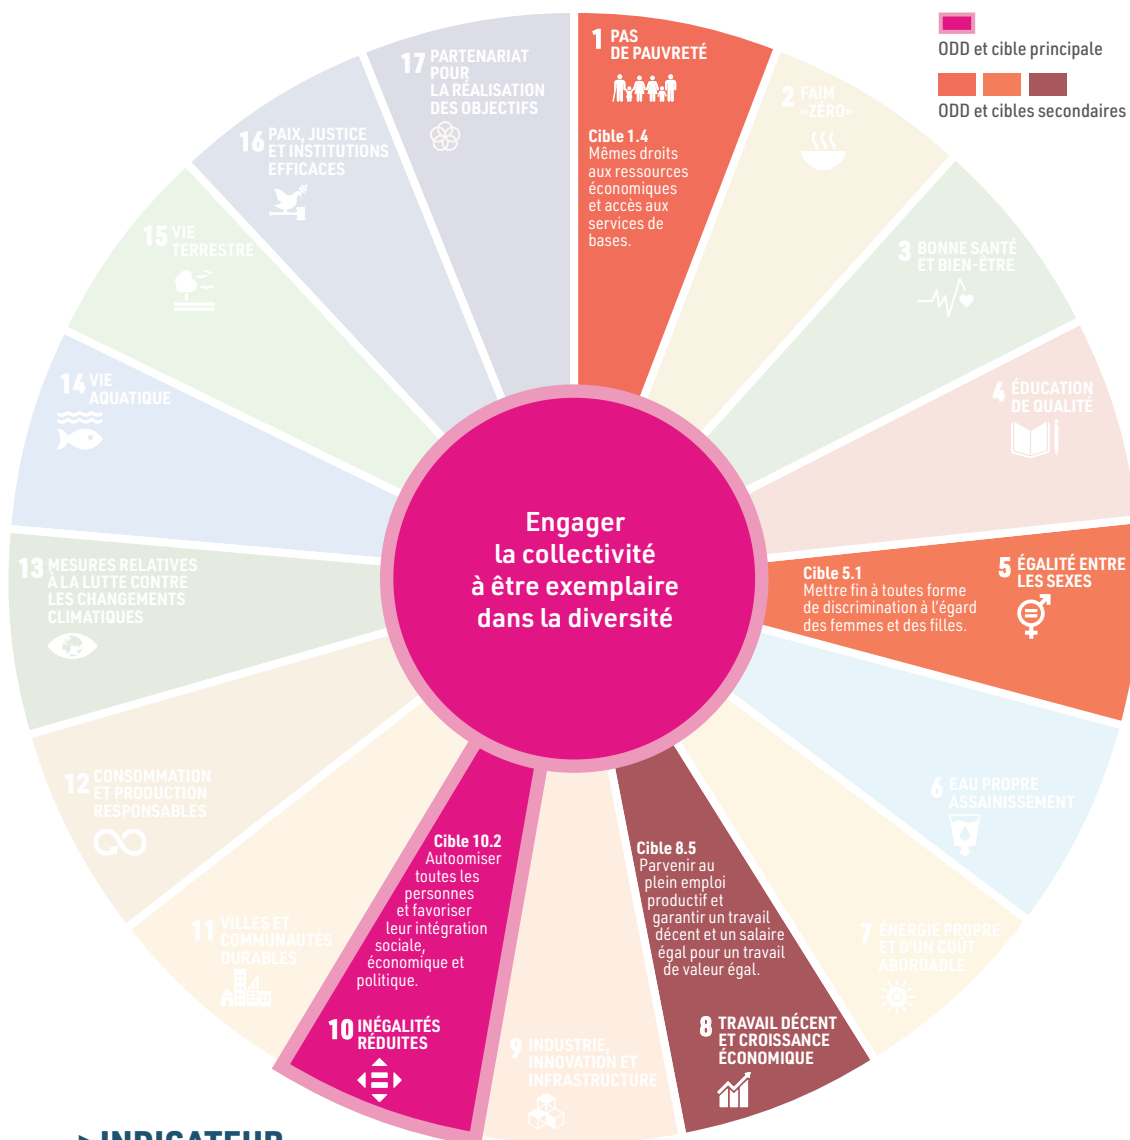 ODD et cible principale
ODD et cibles secondaires
1 PAS
DE PAUVRETÉ
Cible 1.4
Mêmes droits
aux ressources
économiques
et accès aux
services de
bases.
2 FAIM
«ZÉRO»
3 BONNE SANTÉ
ET BIEN-ÊTRE
4 ÉDUCATION
DE QUALITÉ
5 ÉGALITÉ ENTRE
LES SEXES
Cible 5.1
Mettre fin à toutes forme
de discrimination à l'égard
des femmes et des filles.
6 EAU PROPRE
ASSAINISSEMENT
7 ÉNERGIE PROPRE
ET D'UN COÛT
ABORDABLE
Cible 8.5
Parvenir au
plein emploi
productif et
garantir un travail
décent et un salaire
égal pour un travail
de valeur égal.
8 TRAVAIL DÉCENT
ET CROISSANCE
ÉCONOMIQUE
9 INDUSTRIE,
INNOVATION ET
INFRASTRUCTURE
Cible 10.2
Autoomiser
toutes les
personnes
et favoriser
leur intégration
sociale,
économique et
politique.
10 INÉGALITÉS
RÉDUITES
11 VILLES ET
COMMUNAUTÉS
DURABLES
12 CONSOMMATION
ET PRODUCTION
RESPONSABLES
13 MESURES RELATIVES
À LA LUTTE CONTRE
LES CHANGEMENTS
CLIMATIQUES
14 VIE
AQUATIQUE
15 VIE
TERRESTRE
16 PAIX, JUSTICE
ET INSTITUTIONS
EFFICACES
17 PARTENARIAT
POUR
LA RÉALISATION
DES OBJECTIFS
Engager
la collectivité
à être exemplaire
dans la diversité
INDICATEUR